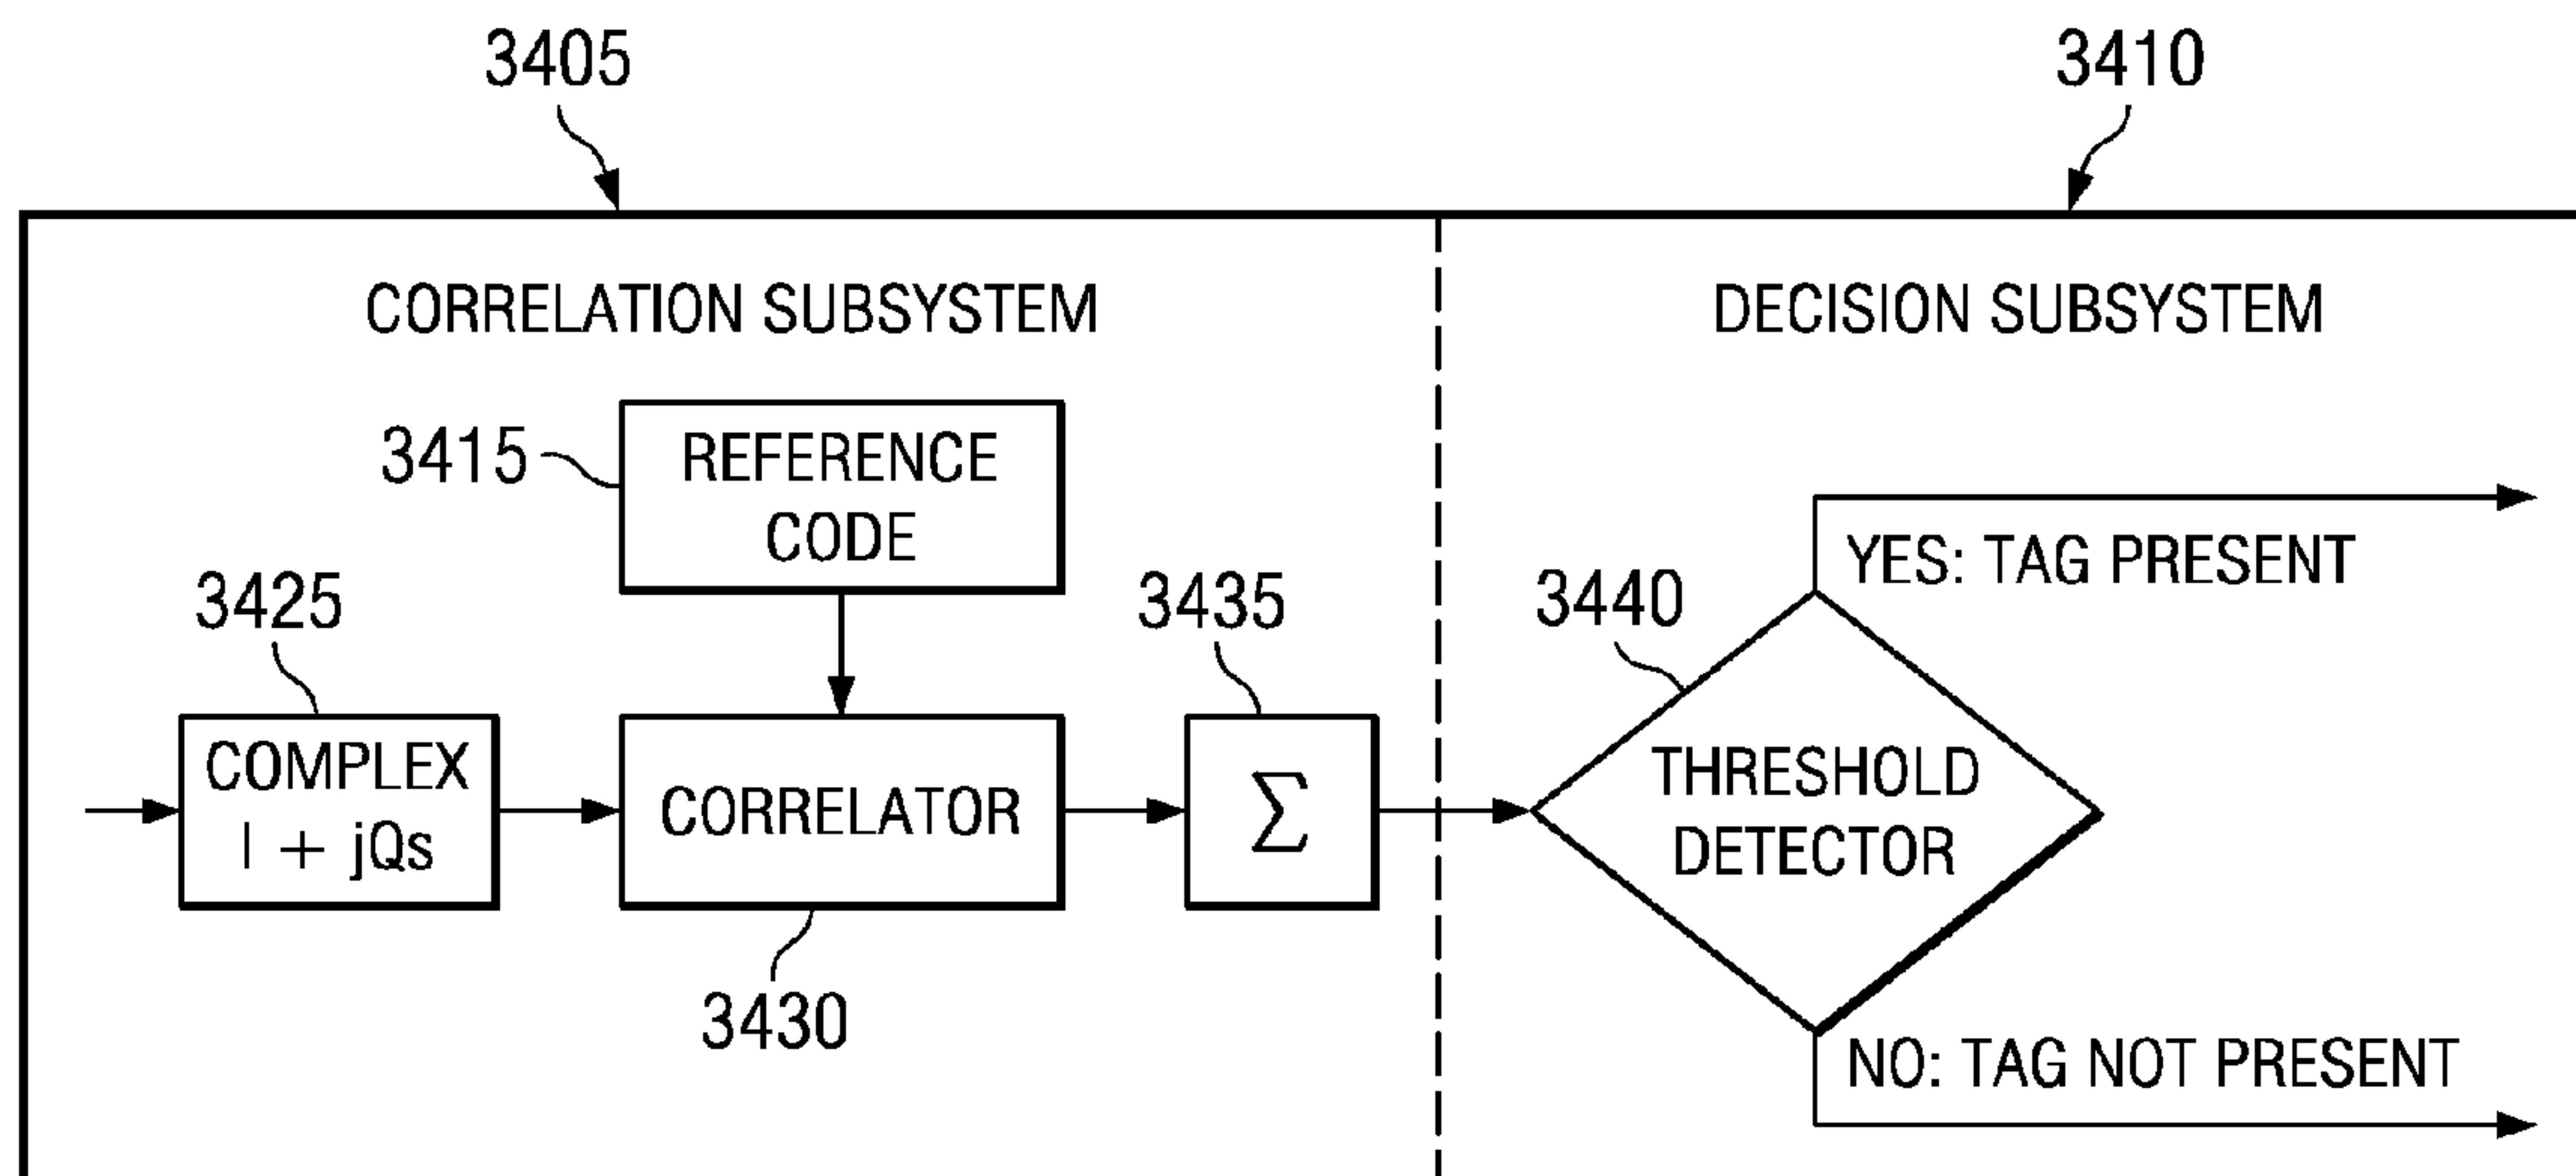 3405
3410
CORRELATION SUBSYSTEM
DECISION SUBSYSTEM
3415
REFERENCE
CODE
YES: TAG PRESENT
3425
3435
3440
COMPLEX
I + jQs
CORRELATOR
Σ
THRESHOLD
DETECTOR
3430
NO: TAG NOT PRESENT